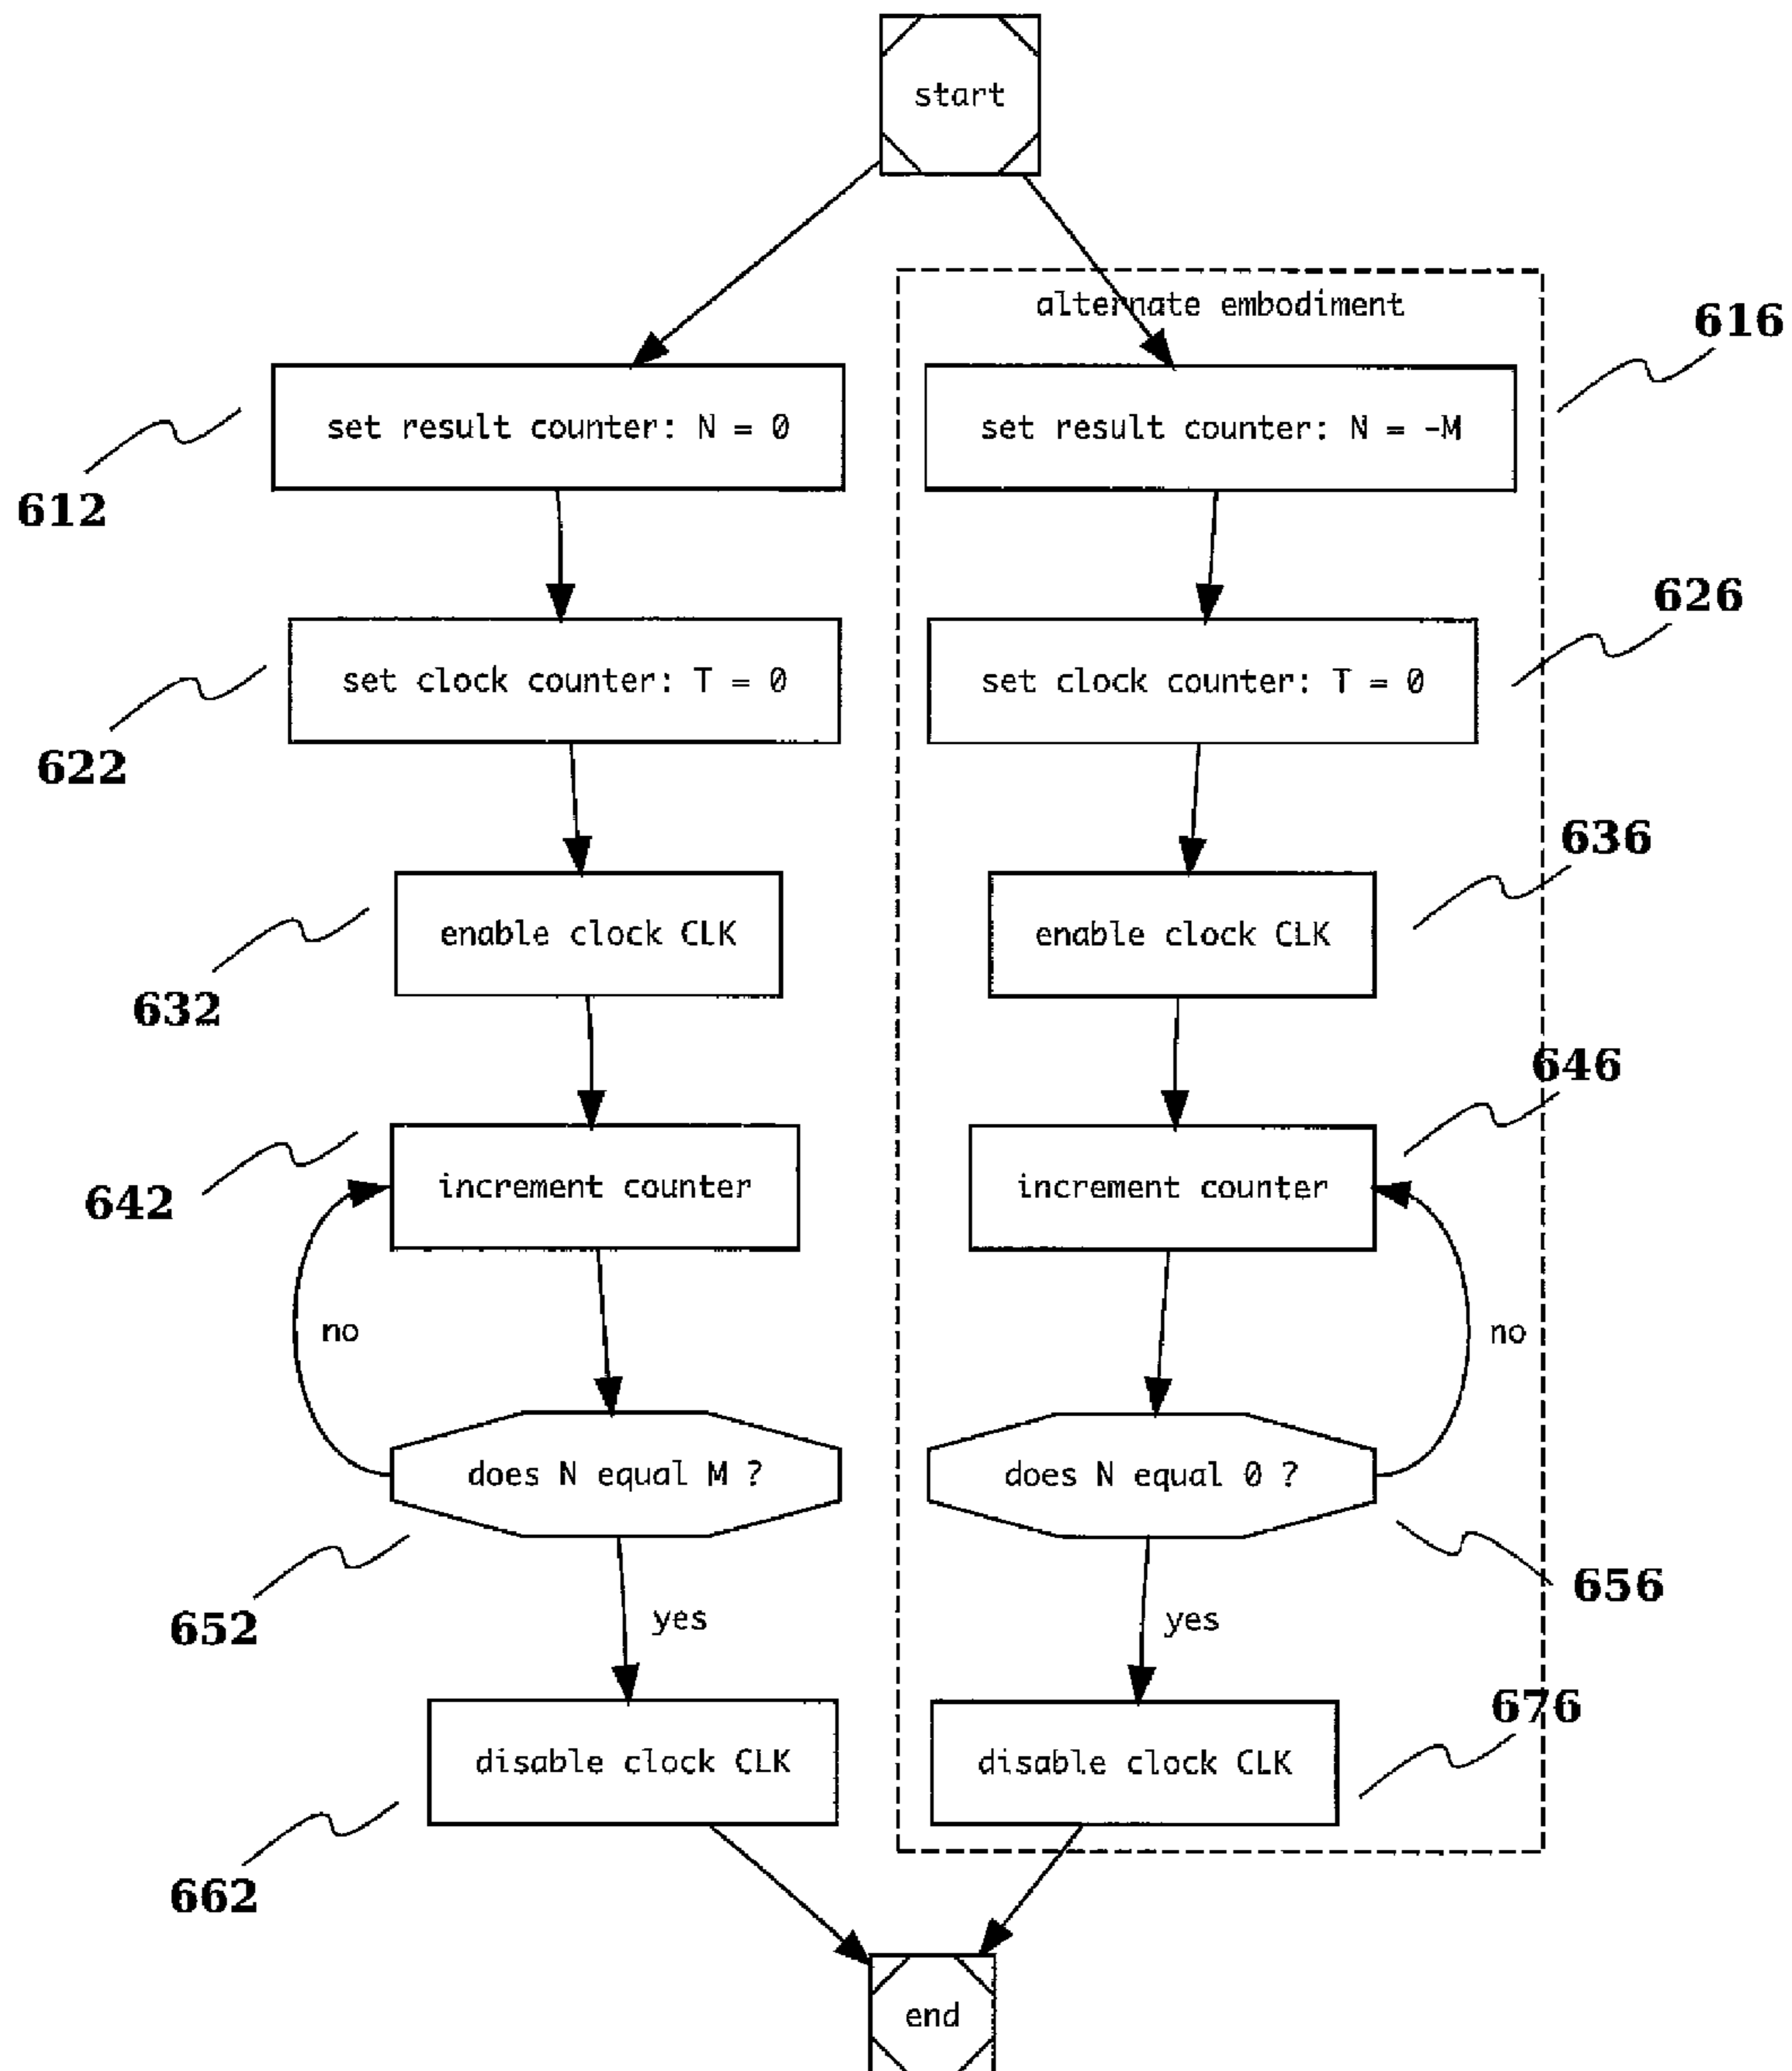 start
alternate embodiment
616
set result counter: N = 0
set result counter: N = -M
612
626
set clock counter: T = 0
set clock counter: T = 0
622
636
enable clock CLK
enable clock CLK
632
646
642
increment counter
increment counter
no
no
does N equal M ?
does N equal 0 ?
652
656
yes
yes
676
disable clock CLK
disable clock CLK
662
end